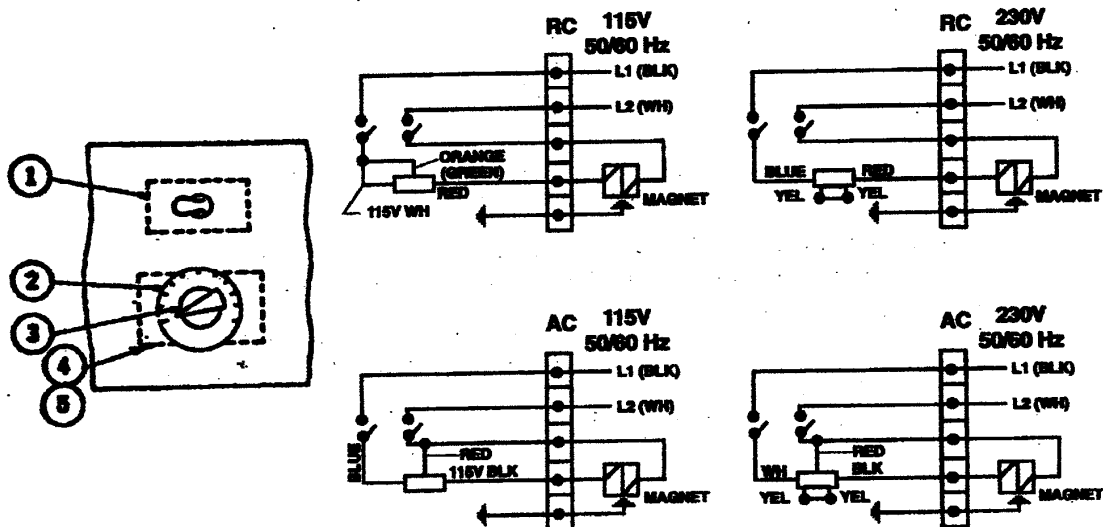 1
2
3
4
5
RC 115V
50/60 Hz
L1 (BLK)
L2 (WH)
ORANGE
(GREEN)
RED
115V WH
MAGNET
RC 230V
50/60 Hz
L1 (BLK)
L2 (WH)
BLUE RED
YEL YEL
MAGNET
AC 115V
50/60 Hz
L1 (BLK)
L2 (WH)
BLUE
RED
115V BLK
MAGNET
AC 230V
50/60 Hz
L1 (BLK)
L2 (WH)
RED
WH BLK
YEL YEL
MAGNET